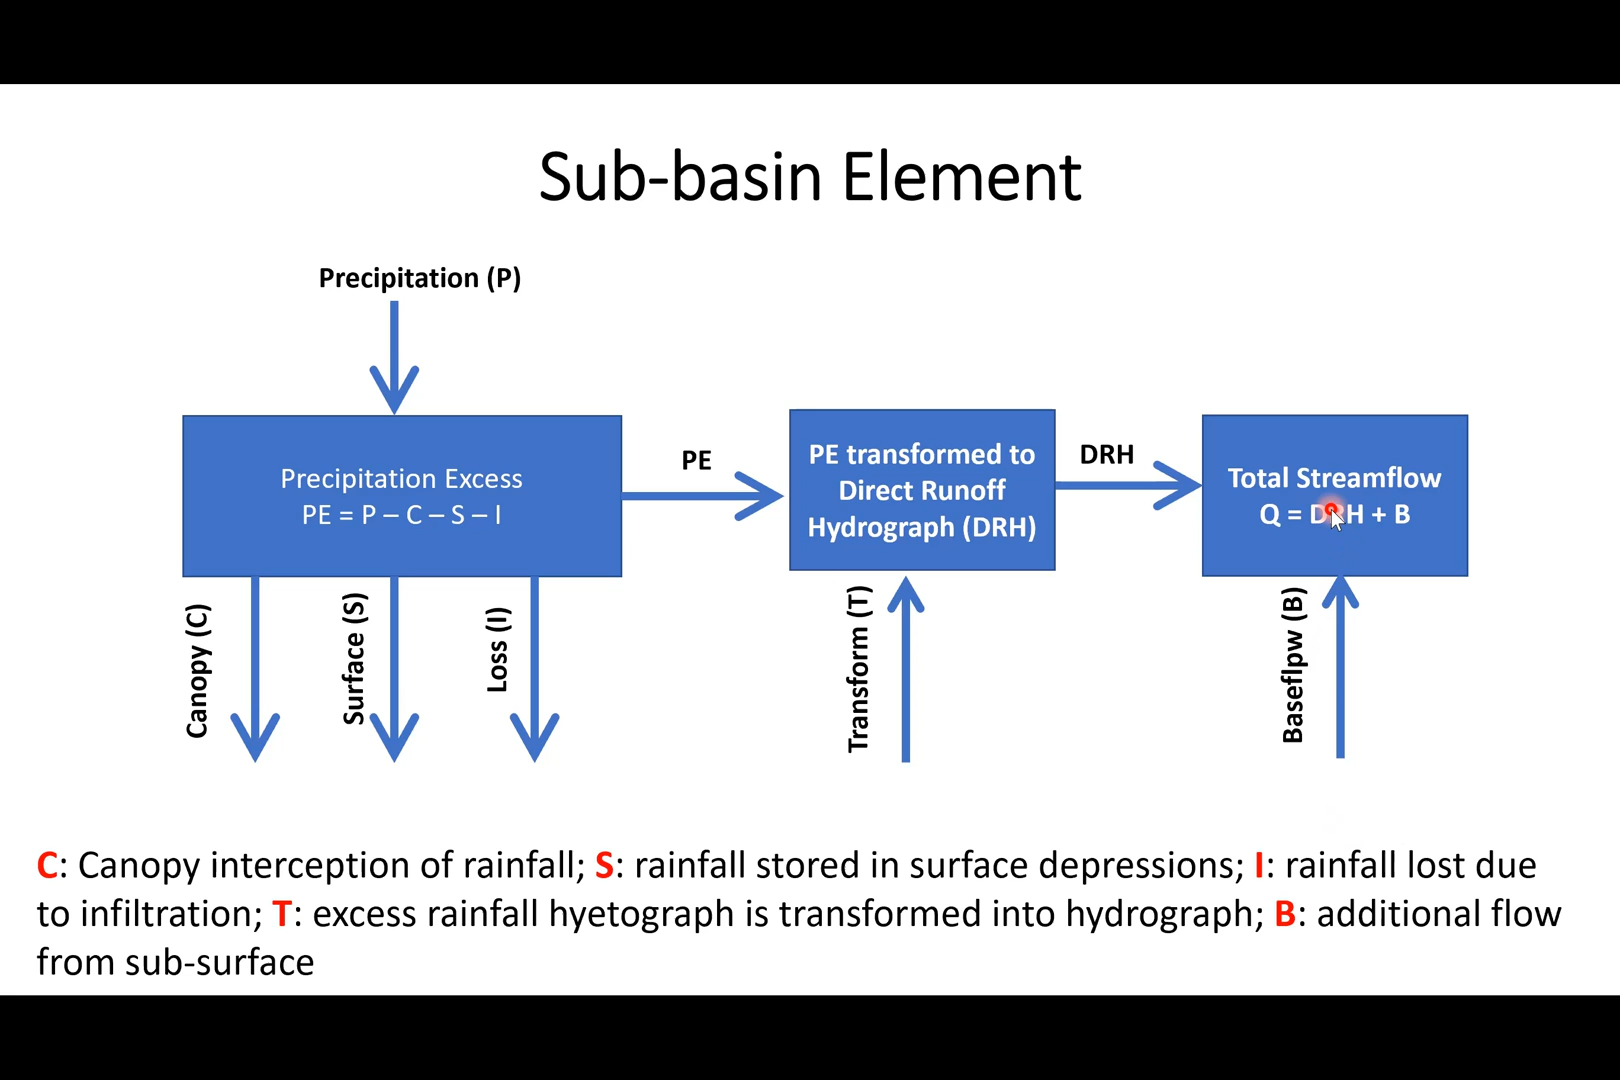 Sub-basin Element
Precipitation (P)
Precipitation Excess
PE = P – C – S – I
PE
PE transformed to
Direct Runoff
Hydrograph (DRH)
DRH
Total Streamflow
Q = DRH + B
Canopy (C)
Surface (S)
Loss (I)
Transform (T)
Baseflpw (B)
C: Canopy interception of rainfall; S: rainfall stored in surface depressions; I: rainfall lost due
to infiltration; T: excess rainfall hyetograph is transformed into hydrograph; B: additional flow
from sub-surface